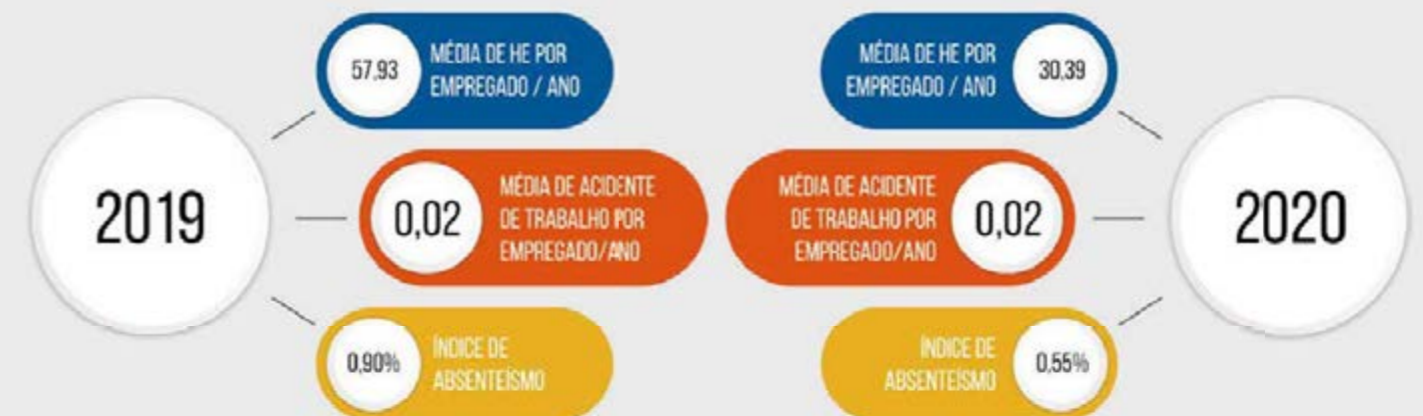 2019
57,93
MÉDIA DE HE POR
EMPREGADO / ANO
0,02
MÉDIA DE ACIDENTE
DE TRABALHO POR
EMPREGADO/ANO
0,90%
ÍNDICE DE
ABSENTEÍSMO
MÉDIA DE HE POR
EMPREGADO / ANO
30,39
MÉDIA DE ACIDENTE
DE TRABALHO POR
EMPREGADO/ANO
0,02
ÍNDICE DE
ABSENTEÍSMO
0,55%
2020